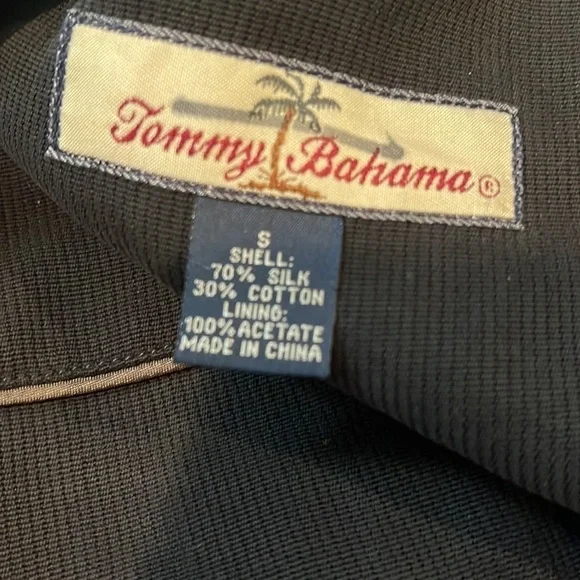 Tommy Bahama®
S
SHELL:
70% SILK
30% COTTON
LINING:
100% ACETATE
MADE IN CHINA